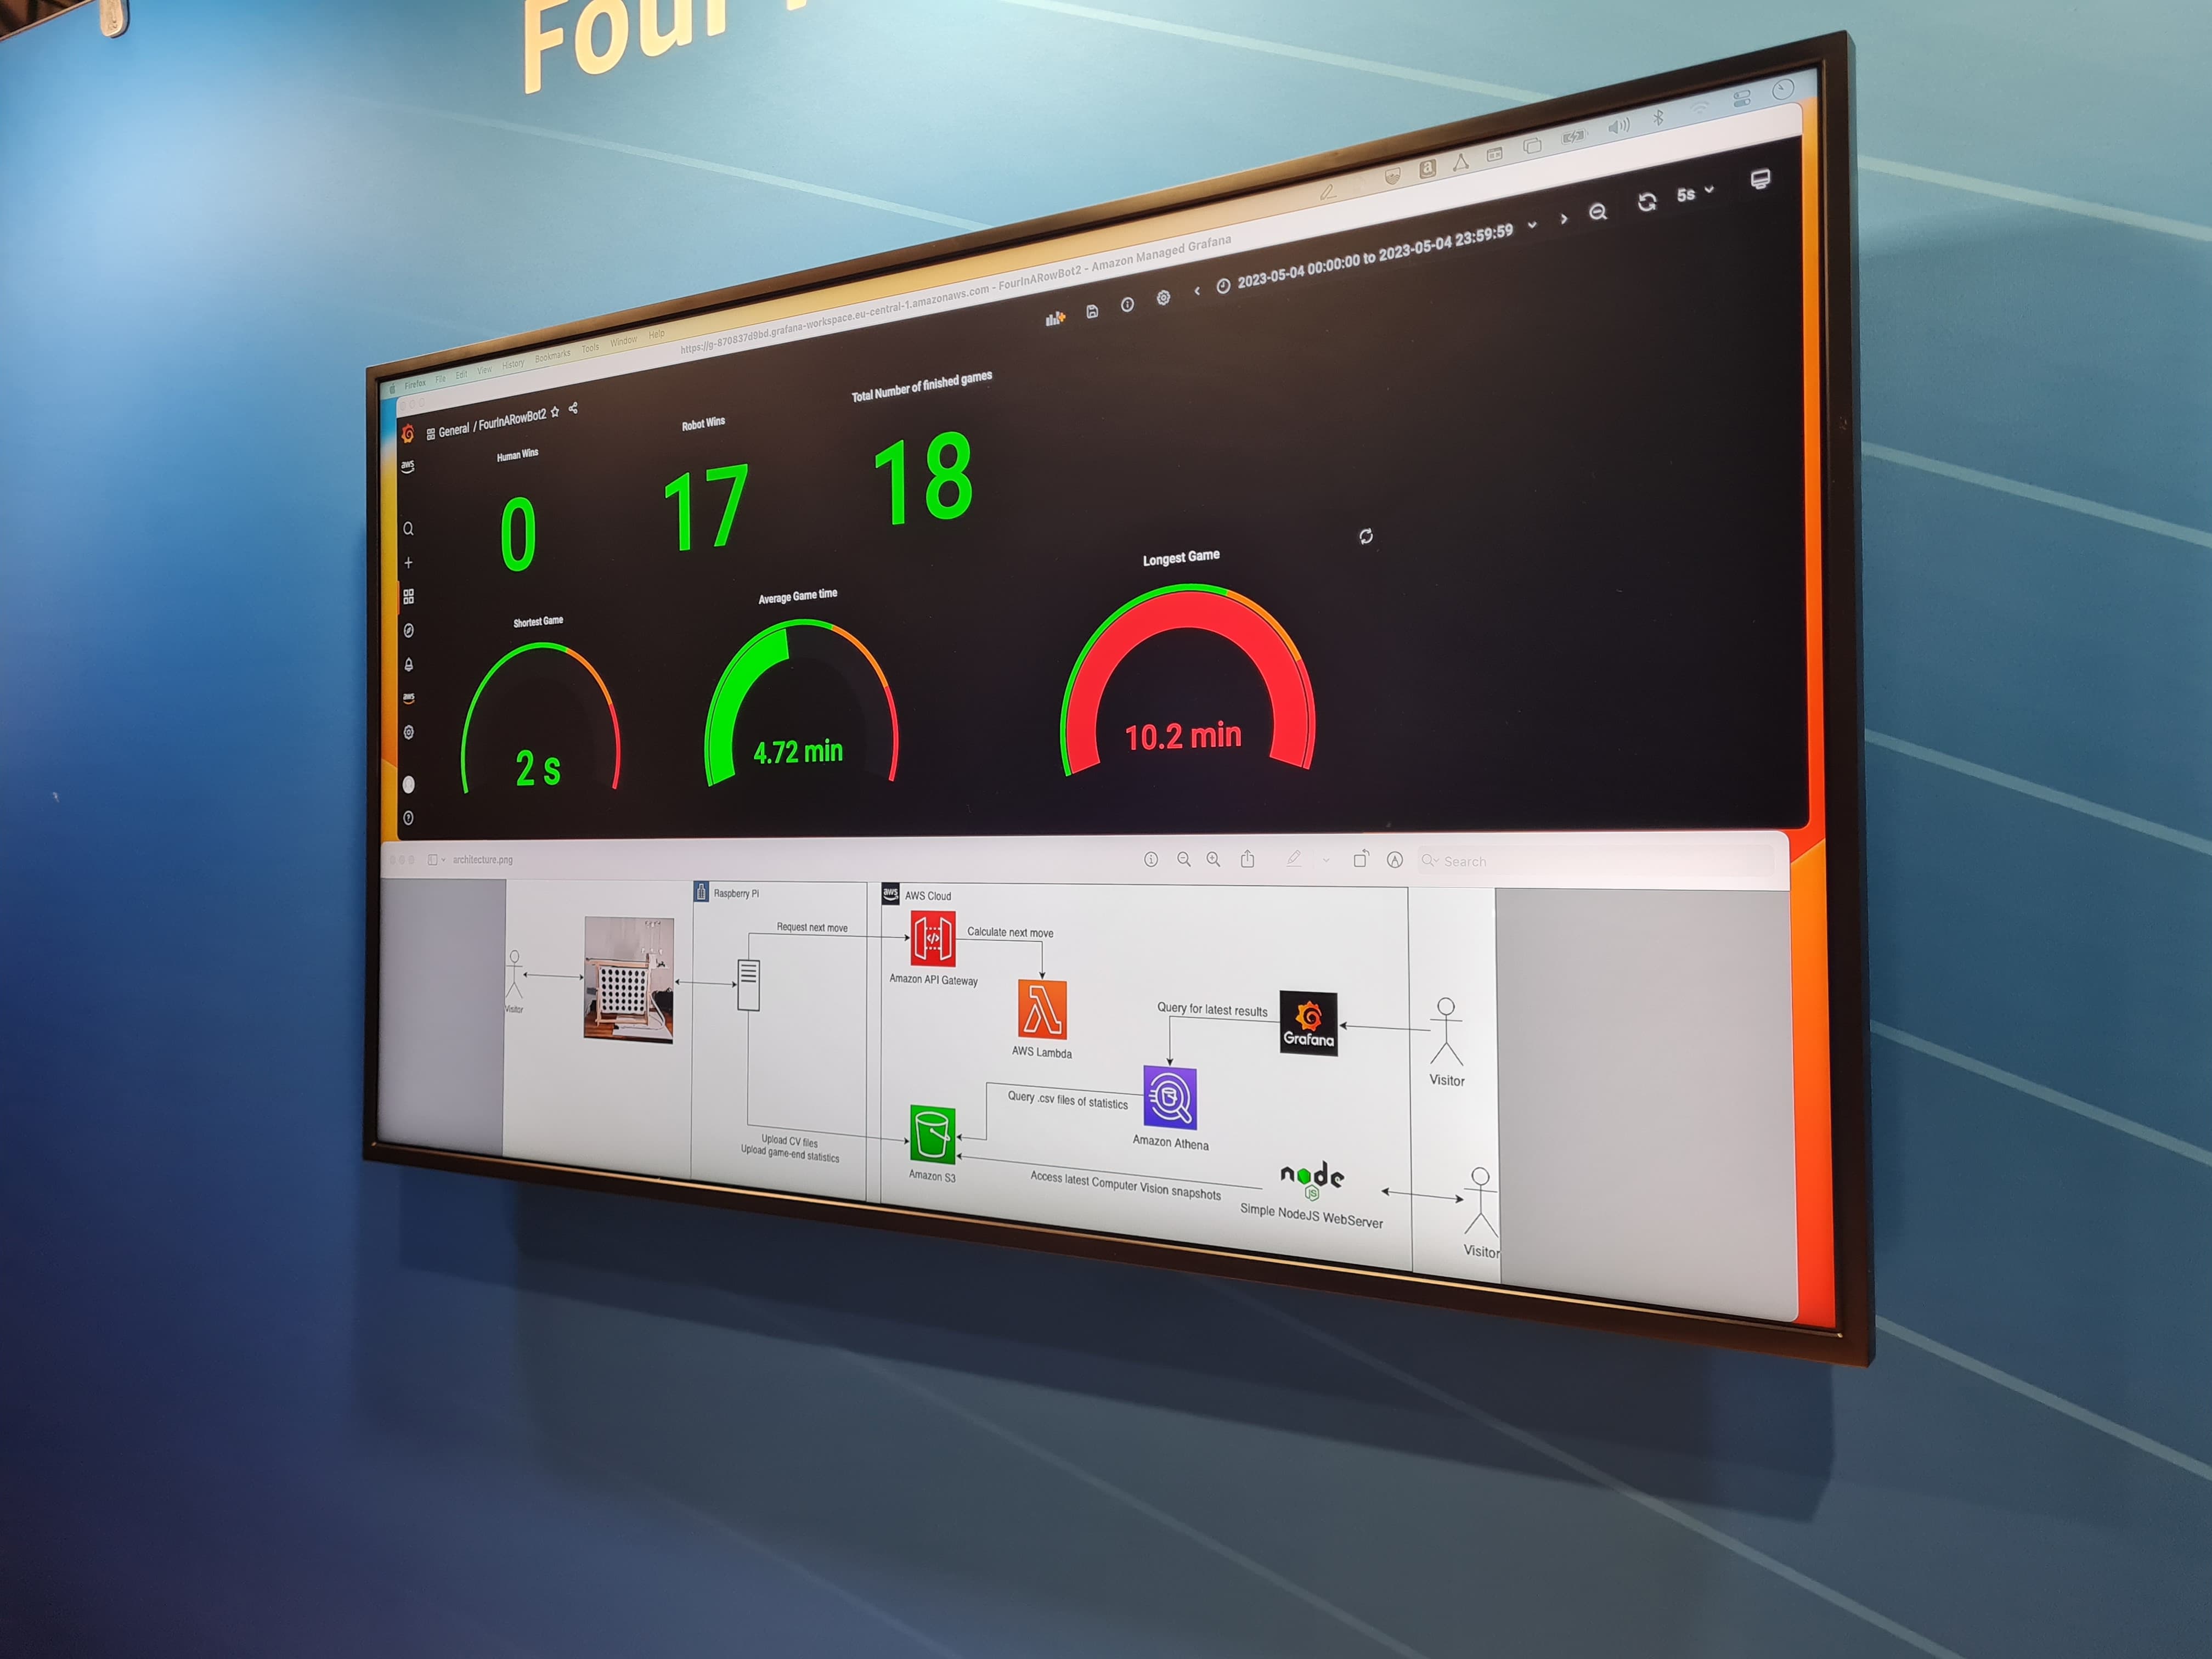 Four
Firefox File Edit View History Bookmarks Tools Window Help
https://g-870837d9bd.grafana-workspace.eu-central-1.amazonaws.com - FourInARowBot2 - Amazon Managed Grafana
General / FourInARowBot2
2023-05-04 00:00:00 to 2023-05-04 23:59:59
5s
aws
Human Wins
0
Robot Wins
17
Total Number of finished games
18
Shortest Game
2 s
Average Game time
4.72 min
Longest Game
10.2 min
aws
architecture.png
Search
Raspberry Pi
aws
AWS Cloud
Request next move
Calculate next move
Amazon API Gateway
Visitor
AWS Lambda
Query for latest results
Grafana
Visitor
Query .csv files of statistics
Amazon Athena
Upload CV files
Upload game-end statistics
Amazon S3
Access latest Computer Vision snapshots
node
JS
Simple NodeJS WebServer
Visitor